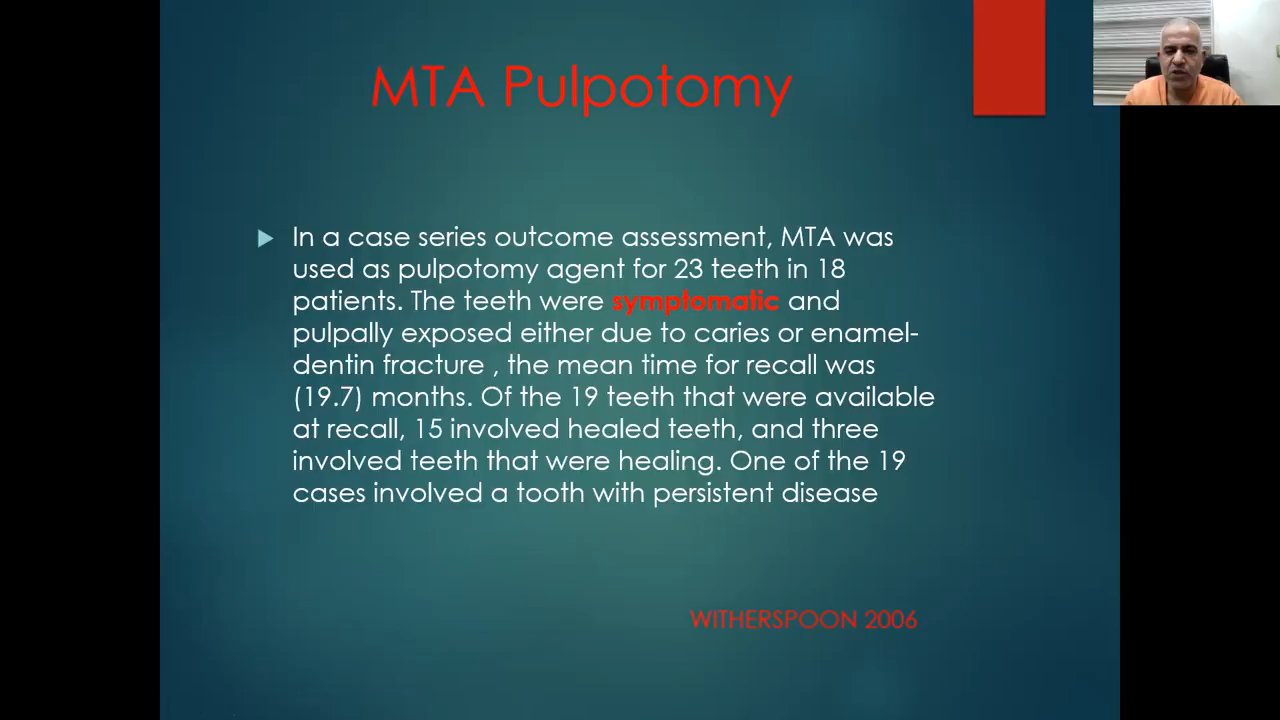 MTA Pulpotomy
In a case series outcome assessment, MTA was
used as pulpotomy agent for 23 teeth in 18
patients. The teeth were symptomatic and
pulpally exposed either due to caries or enamel-
dentin fracture , the mean time for recall was
(19.7) months. Of the 19 teeth that were available
at recall, 15 involved healed teeth, and three
involved teeth that were healing. One of the 19
cases involved a tooth with persistent disease
WITHERSPOON 2006